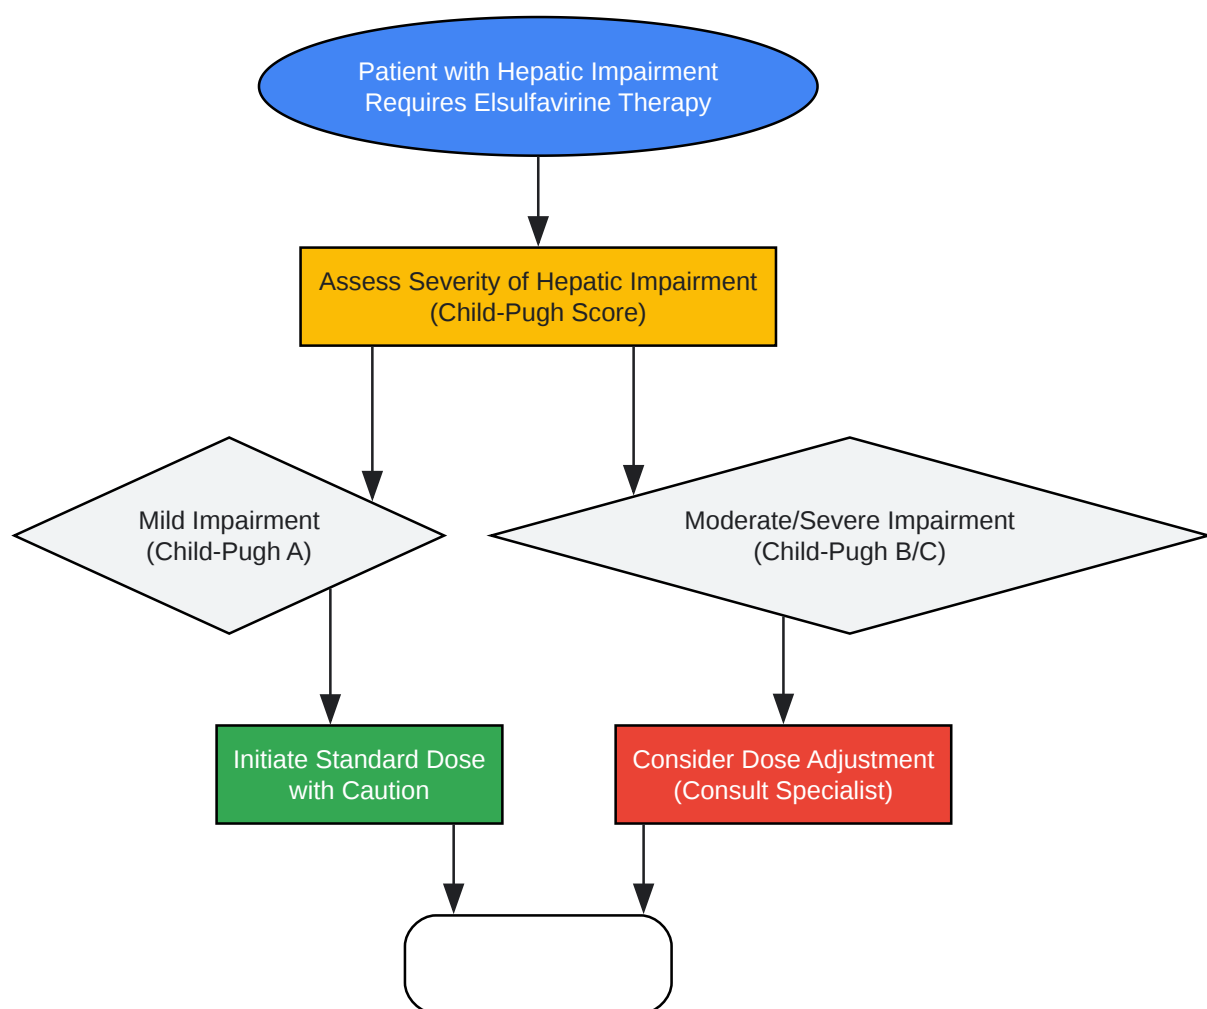 Patient with Hepatic Impairment
Requires Elsulfavirine Therapy
Assess Severity of Hepatic Impairment
(Child-Pugh Score)
Mild Impairment
(Child-Pugh A)
Moderate/Severe Impairment
(Child-Pugh B/C)
Initiate Standard Dose
with Caution
Consider Dose Adjustment
(Consult Specialist)